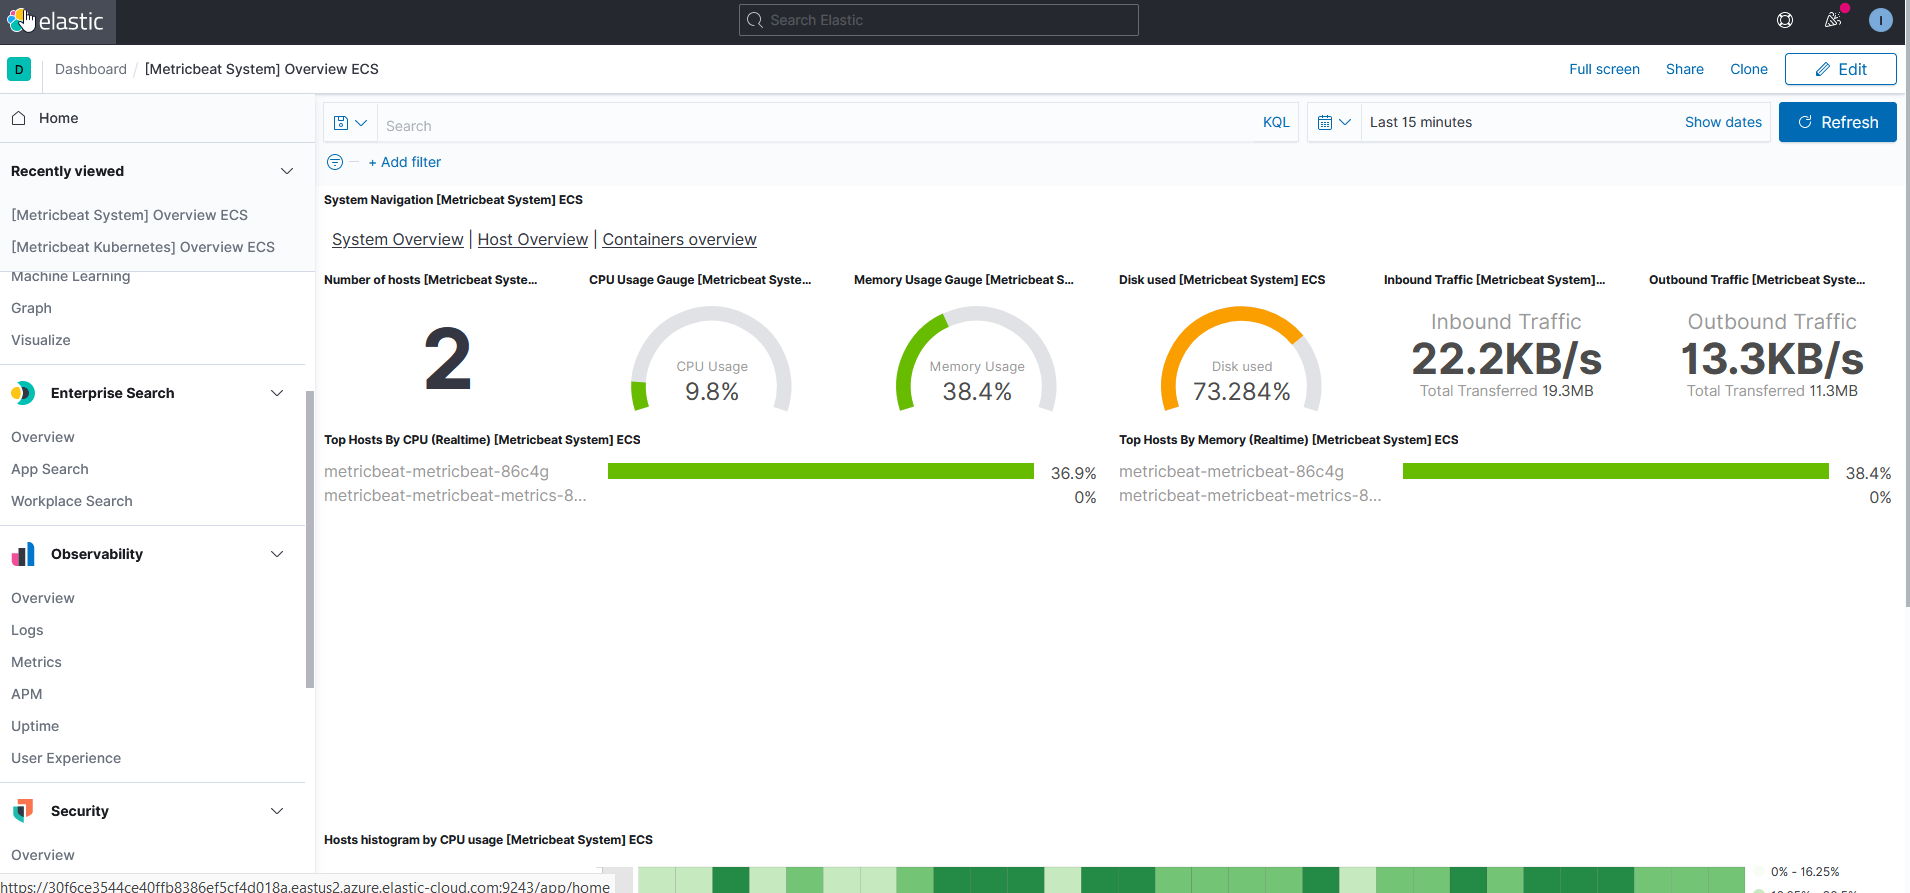 elastic
Search Elastic
I
D
Dashboard / [Metricbeat System] Overview ECS
Full screen
Share
Clone
Edit
Home
Recently viewed
[Metricbeat System] Overview ECS
[Metricbeat Kubernetes] Overview ECS
Machine Learning
Graph
Visualize
Enterprise Search
Overview
App Search
Workplace Search
Observability
Overview
Logs
Metrics
APM
Uptime
User Experience
Security
Overview
https://30f6ce3544ce40ffb8386ef5cf4d018a.eastus2.azure.elastic-cloud.com:9243/app/home
Search
KQL
Last 15 minutes
Show dates
Refresh
+ Add filter
System Navigation [Metricbeat System] ECS
System Overview | Host Overview | Containers overview
Number of hosts [Metricbeat Syste...
2
CPU Usage Gauge [Metricbeat Syste...
CPU Usage
9.8%
Memory Usage Gauge [Metricbeat S...
Memory Usage
38.4%
Disk used [Metricbeat System] ECS
Disk used
73.284%
Inbound Traffic [Metricbeat System]...
Inbound Traffic
22.2KB/s
Total Transferred 19.3MB
Outbound Traffic [Metricbeat Syste...
Outbound Traffic
13.3KB/s
Total Transferred 11.3MB
Top Hosts By CPU (Realtime) [Metricbeat System] ECS
metricbeat-metricbeat-86c4g 36.9%
metricbeat-metricbeat-metrics-8... 0%
Top Hosts By Memory (Realtime) [Metricbeat System] ECS
metricbeat-metricbeat-86c4g 38.4%
metricbeat-metricbeat-metrics-8... 0%
Hosts histogram by CPU usage [Metricbeat System] ECS
0% - 16.25%